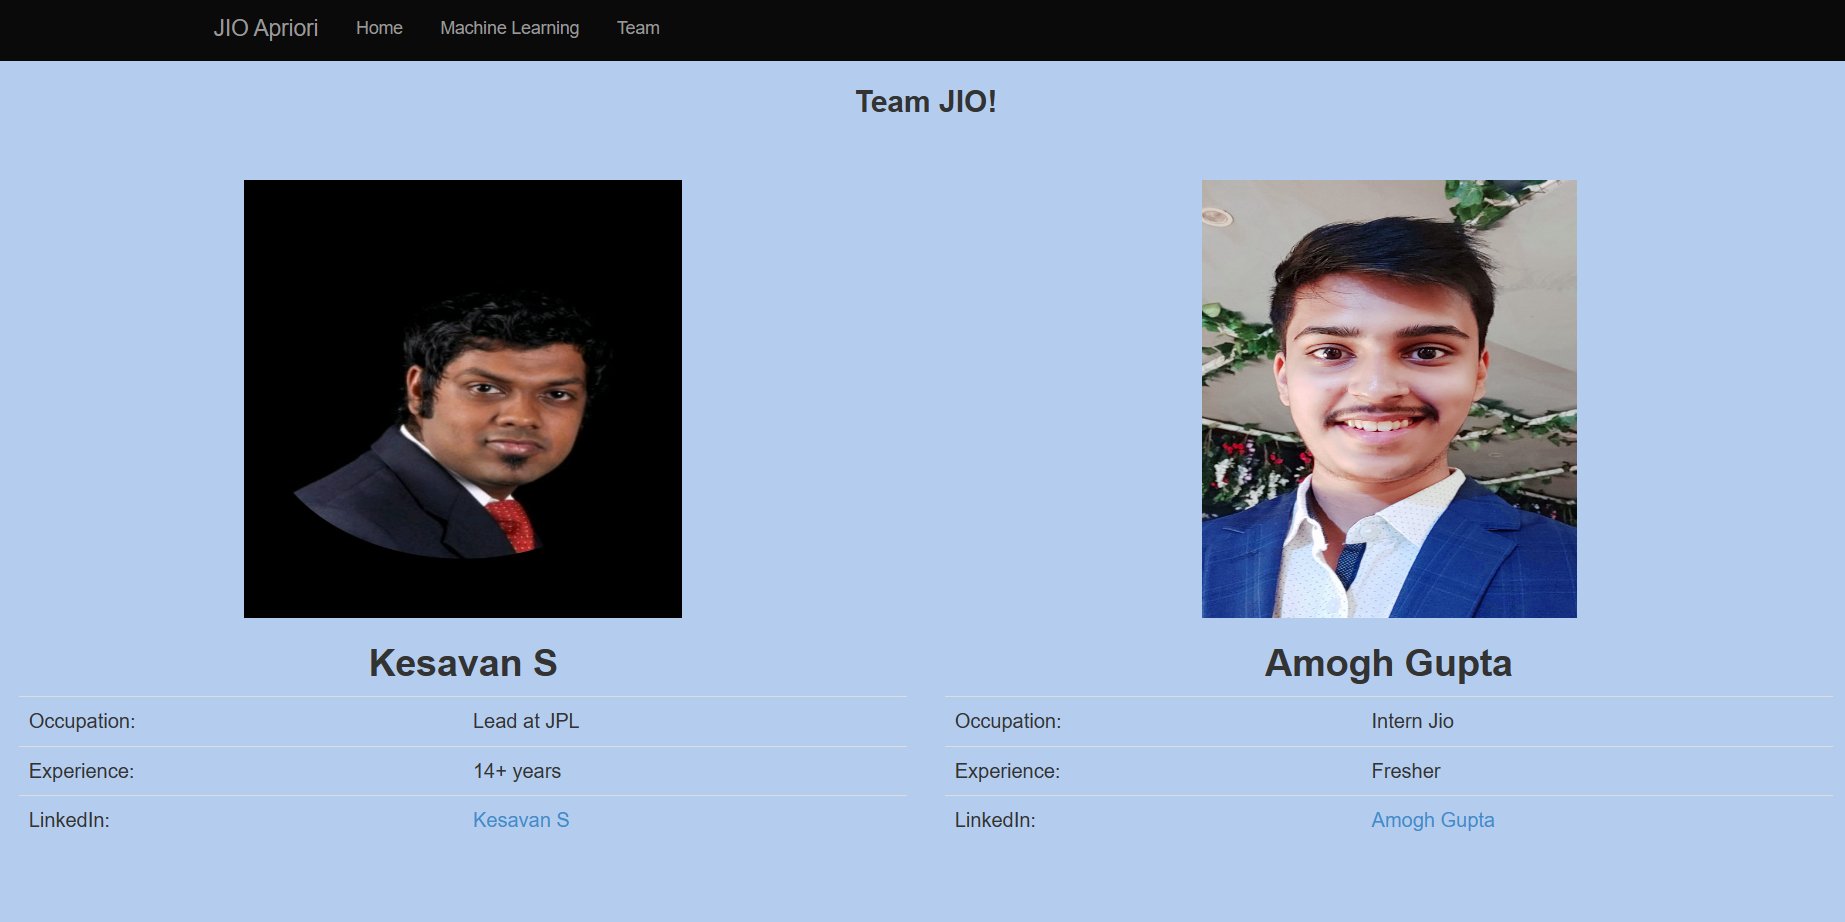 JIO Apriori Home Machine Learning Team
Team JIO!
Kesavan S
Occupation: Lead at JPL
Experience: 14+ years
LinkedIn: Kesavan S
Amogh Gupta
Occupation: Intern Jio
Experience: Fresher
LinkedIn: Amogh Gupta